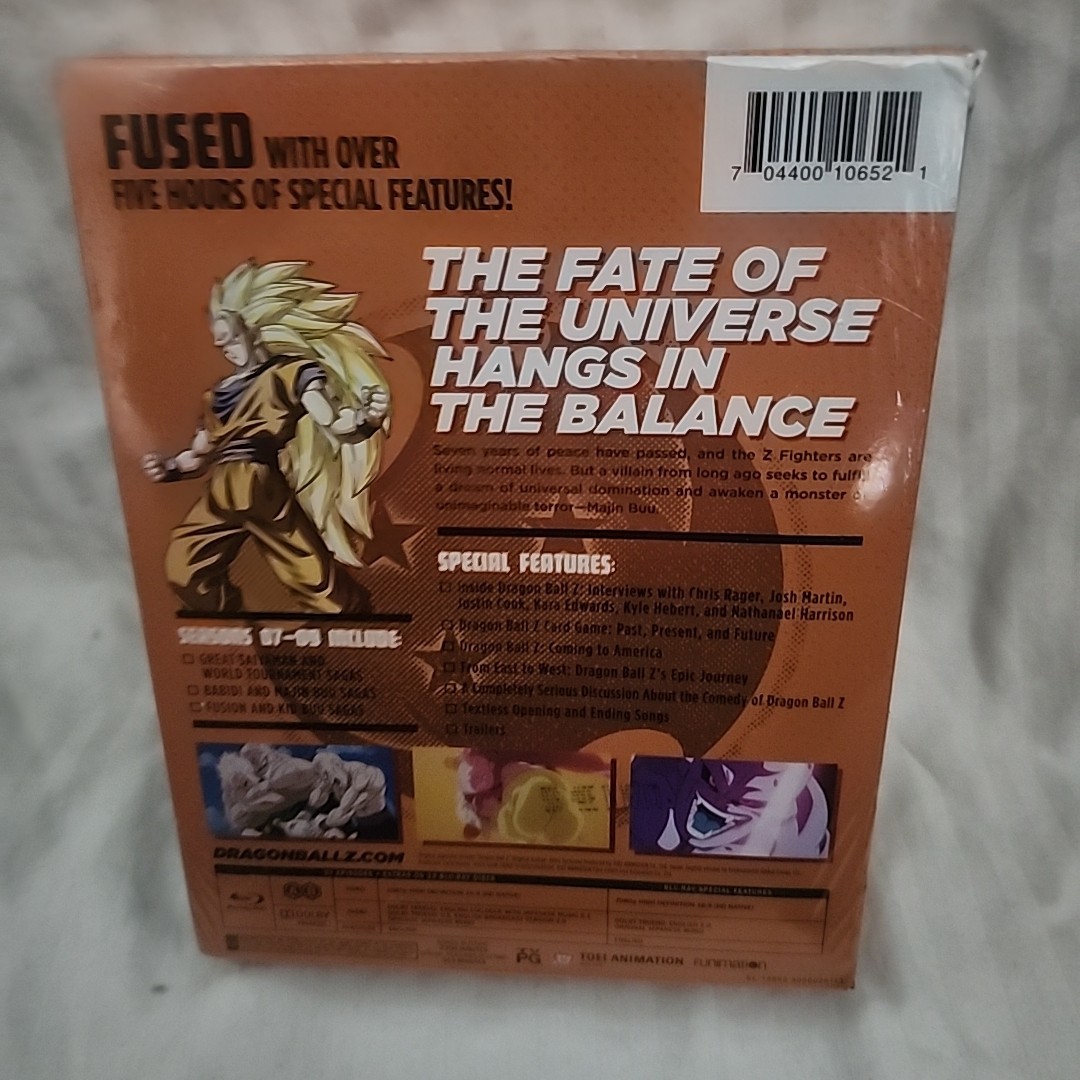 FUSED WITH OVER
FIVE HOURS OF SPECIAL FEATURES!
7 04400 10652 1
THE FATE OF
THE UNIVERSE
HANGS IN
THE BALANCE
Seven years of peace have passed, and the Z Fighters are
living normal lives. But a villain from long ago seeks to fulfill
a dream of universal domination and awaken a monster of
unimaginable terror—Majin Buu.
SPECIAL FEATURES:
Inside Dragon Ball Z: Interviews with Chris Rager, Josh Martin,
Justin Cook, Kara Edwards, Kyle Hebert, and Nathanael Harrison
Dragon Ball Z Card Game: Past, Present, and Future
Dragon Ball Z: Coming to America
From East to West: Dragon Ball Z's Epic Journey
A Completely Serious Discussion About the Comedy of Dragon Ball Z
Textless Opening and Ending Songs
Trailers
SEASONS 07-09 INCLUDE:
GREAT SAIYAMAN AND
WORLD TOURNAMENT SAGAS
BABIDI AND MAJIN BUU SAGAS
FUSION AND KID BUU SAGAS
DRAGONBALLZ.COM
BLU-RAY SPECIAL FEATURES
DOLBY
TV
PG
TOEI ANIMATION
FUNIMATION